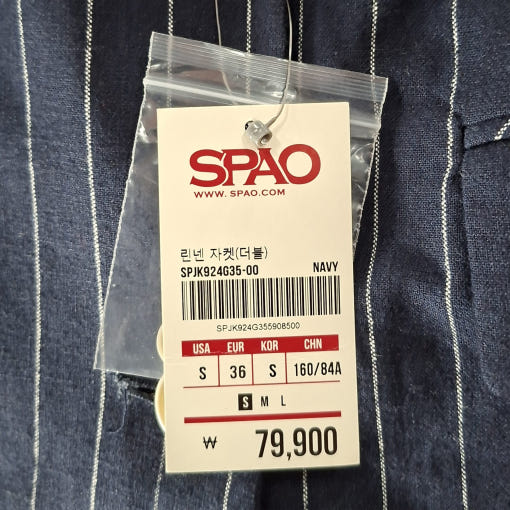 SPAO
WWW. SPAO.COM
린넨 자켓(더블)
SPJK924G35-00 NAVY
SPJK924G355908500
USA EUR KOR CHN
S 36 S 160/84A
S M L
₩ 79,900